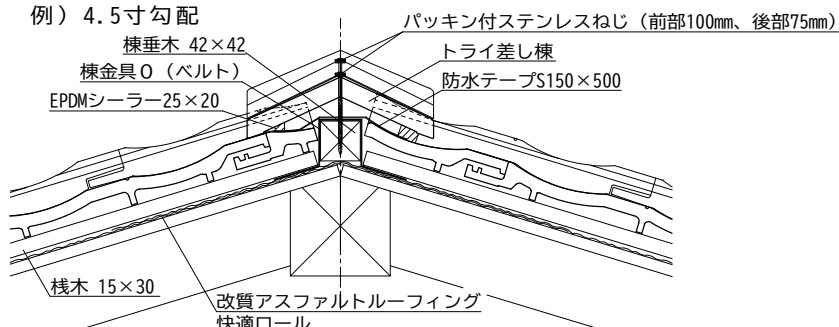 例）4.5寸勾配
パッキン付ステンレスねじ（前部100㎜、後部75㎜）
棟垂木 42×42
トライ差し棟
棟金具O（ベルト）
防水テープS150×500
EPDMシーラー25×20
桟木 15×30
改質アスファルトルーフィング
快適ロール